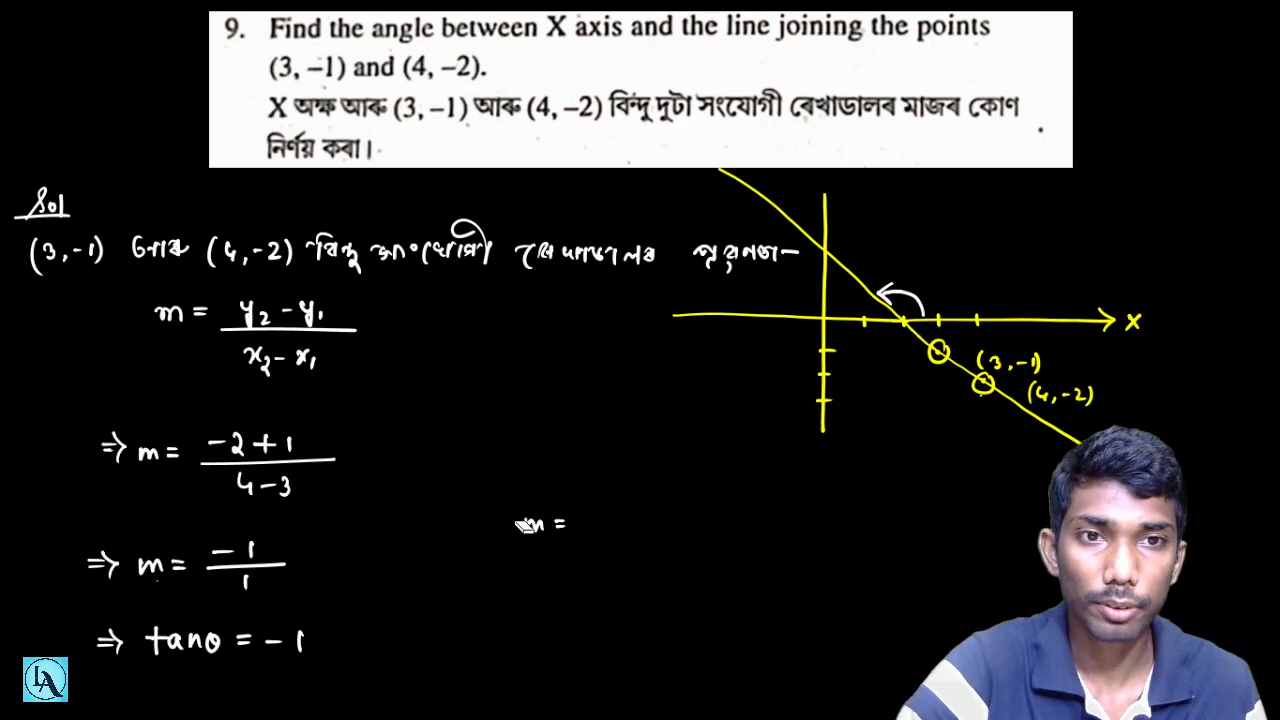 9. Find the angle between X axis and the line joining the points
(3, –1) and (4, –2).
X অক্ষ আৰু (3, –1) আৰু (4, –2) বিন্দু দুটা সংযোগী ৰেখাডালৰ মাজৰ কোণ
নিৰ্ণয় কৰা।
Sol
(3,-1) আৰু (4,-2) বিন্দু সংযোগী
m = y₂ - y₁
x₂ - x₁
X
(3,-1)
(4,-2)
⇒ m = -2+1
4-3
m =
⇒ m = -1
1
⇒ tanθ = -1
LA